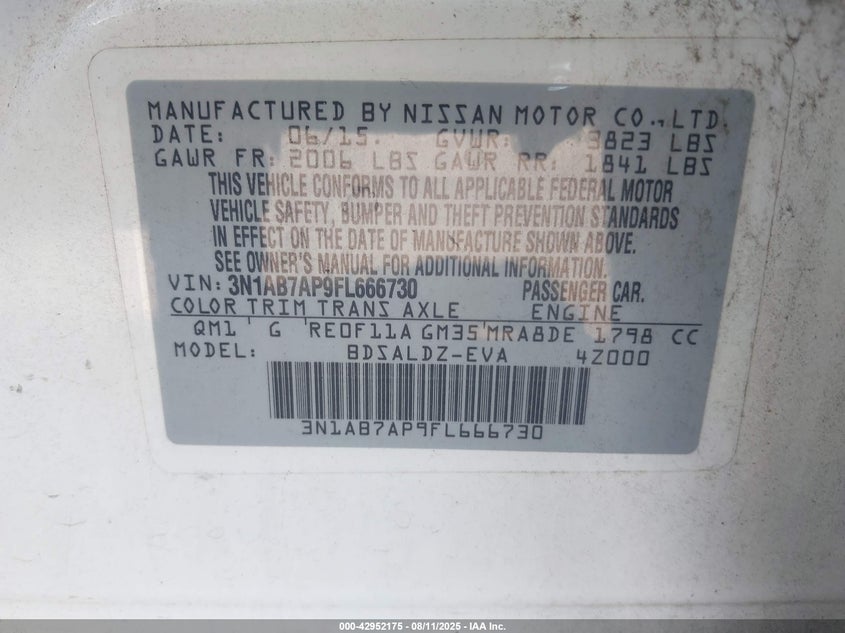 MANUFACTURED BY NISSAN MOTOR CO., LTD.
DATE: 06/15. GVWR: 3823 LBS
GAWR FR: 2006 LBS GAWR RR: 1841 LBS
THIS VEHICLE CONFORMS TO ALL APPLICABLE FEDERAL MOTOR
VEHICLE SAFETY, BUMPER AND THEFT PREVENTION STANDARDS
IN EFFECT ON THE DATE OF MANUFACTURE SHOWN ABOVE.
SEE OWNER'S MANUAL FOR ADDITIONAL INFORMATION.
VIN: 3N1AB7AP9FL666730 PASSENGER CAR.
COLOR TRIM TRANS AXLE ENGINE
QM1 G RE0F11A GM35 MRA8DE 1798 CC
MODEL: BDSALDZ-EVA 4Z000
3N1AB7AP9FL666730
000-42952175 - 08/11/2025 - IAA Inc.